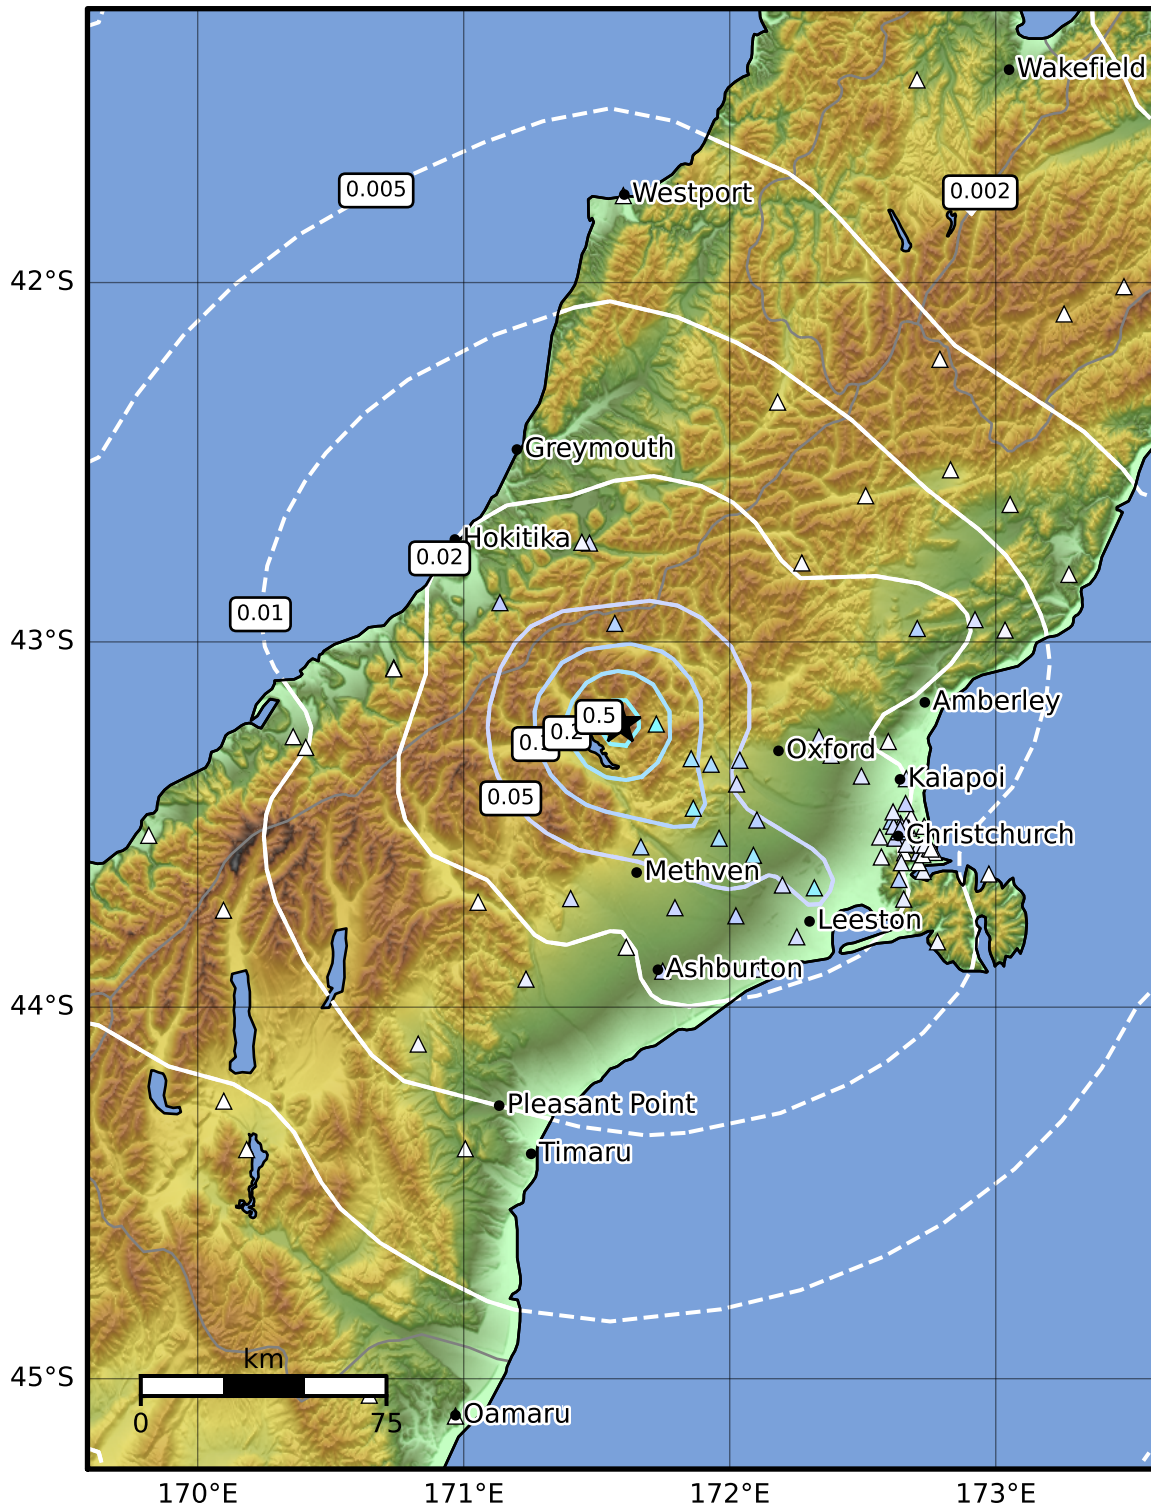 Wakefield
0.005
0.002
Westport
42°S
Greymouth
Hokitika
0.02
0.01
43°S
Amberley
0.5
0.2
Oxford
Kaiapoi
0.05
Christchurch
Methven
Leeston
Ashburton
44°S
Pleasant Point
Timaru
km
45°S
0
75
Oamaru
170°E
171°E
172°E
173°E